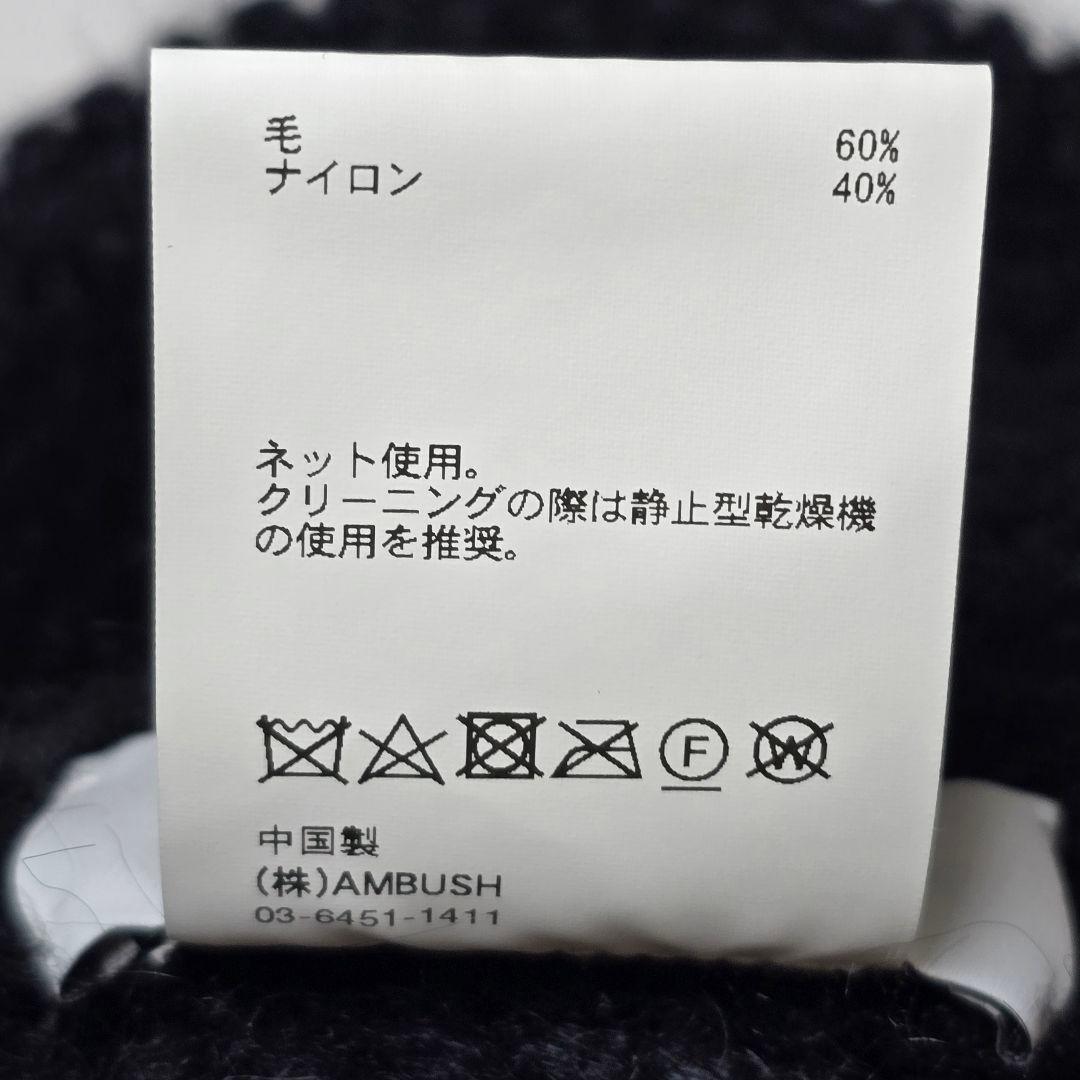 毛 60%
ナイロン 40%
ネット使用。
クリーニングの際は静止型乾燥機
の使用を推奨。
F W
中国製
(株)AMBUSH
03-6451-1411